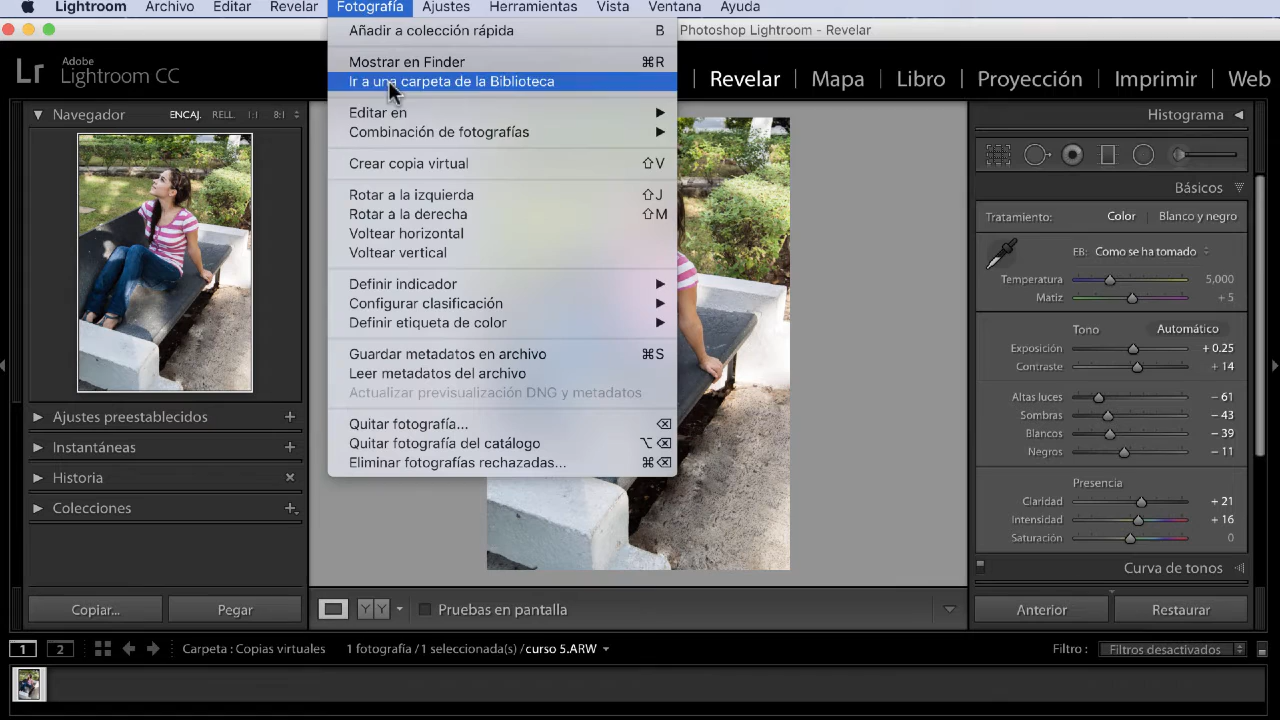 Lightroom Archivo Editar Revelar Fotografía Ajustes Herramientas Vista Ventana Ayuda
Photoshop Lightroom - Revelar
Lr Adobe
Lightroom CC
Revelar Mapa Libro Proyección Imprimir Web
Añadir a colección rápida B
Mostrar en Finder ⌘R
Ir a una carpeta de la Biblioteca
Editar en
Combinación de fotografías
Crear copia virtual ⇧V
Rotar a la izquierda ⇧J
Rotar a la derecha ⇧M
Voltear horizontal
Voltear vertical
Definir indicador
Configurar clasificación
Definir etiqueta de color
Guardar metadatos en archivo ⌘S
Leer metadatos del archivo
Actualizar previsualización DNG y metadatos
Quitar fotografía... ⌫
Quitar fotografía del catálogo ⌥⌫
Eliminar fotografías rechazadas... ⌘⌫
Navegador ENCAJ. RELL. 1:1 8:1
Ajustes preestablecidos
Instantáneas
Historia
Colecciones
Copiar... Pegar
Histograma
Básicos
Tratamiento: Color Blanco y negro
EB: Como se ha tomado
Temperatura 5,000
Matiz + 5
Tono Automático
Exposición + 0.25
Contraste + 14
Altas luces − 61
Sombras − 43
Blancos − 39
Negros − 11
Presencia
Claridad + 21
Intensidad + 16
Saturación 0
Curva de tonos
Anterior Restaurar
YY Pruebas en pantalla
1 2 Carpeta : Copias virtuales 1 fotografía /1 seleccionada(s) /curso 5.ARW Filtro : Filtros desactivados